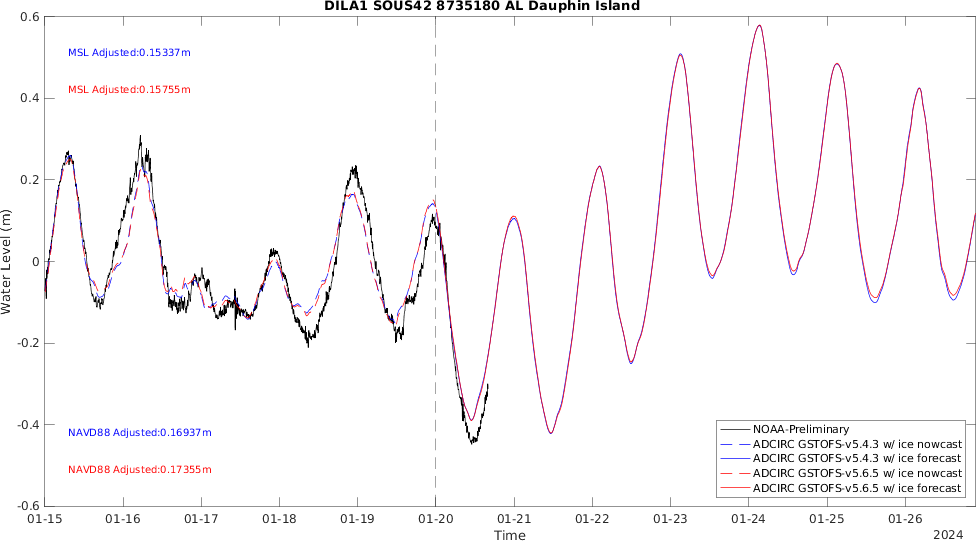 DILA1 SOUS42 8735180 AL Dauphin Island
0.6
0.4
0.2
0
-0.2
-0.4
-0.6
Water Level (m)
MSL Adjusted:0.15337m
MSL Adjusted:0.15755m
NAVD88 Adjusted:0.16937m
NAVD88 Adjusted:0.17355m
NOAA-Preliminary
ADCIRC GSTOFS-v5.4.3 w/ ice nowcast
ADCIRC GSTOFS-v5.4.3 w/ ice forecast
ADCIRC GSTOFS-v5.6.5 w/ ice nowcast
ADCIRC GSTOFS-v5.6.5 w/ ice forecast
01-15 01-16 01-17 01-18 01-19 01-20 01-21 01-22 01-23 01-24 01-25 01-26
Time
2024